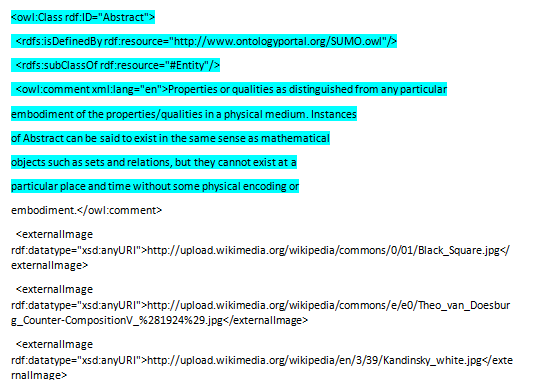 <owl:Class rdf:ID="Abstract">
<rdfs:isDefinedBy rdf:resource="http://www.ontologyportal.org/SUMO.owl"/>
<rdfs:subClassOf rdf:resource="#Entity"/>
<owl:comment xml:lang="en">Properties or qualities as distinguished from any particular
embodiment of the properties/qualities in a physical medium. Instances
of Abstract can be said to exist in the same sense as mathematical
objects such as sets and relations, but they cannot exist at a
particular place and time without some physical encoding or
embodiment.</owl:comment>
<externalImage
rdf:datatype="xsd:anyURI">http://upload.wikimedia.org/wikipedia/commons/0/01/Black_Square.jpg</
externalImage>
<externalImage
rdf:datatype="xsd:anyURI">http://upload.wikimedia.org/wikipedia/commons/e/e0/Theo_van_Doesbur
g_Counter-CompositionV_%281924%29.jpg</externalImage>
<externalImage
rdf:datatype="xsd:anyURI">http://upload.wikimedia.org/wikipedia/en/3/39/Kandinsky_white.jpg</exte
rnalImage>